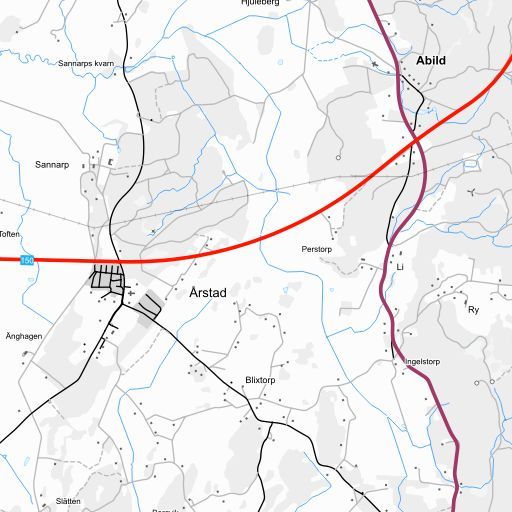 Hjuleberg
Sannarps kvarn
Abild
Sannarp
Toften
Perstorp
150
Li
Årstad
Ry
Änghagen
Ingelstorp
Blixtorp
Slätten